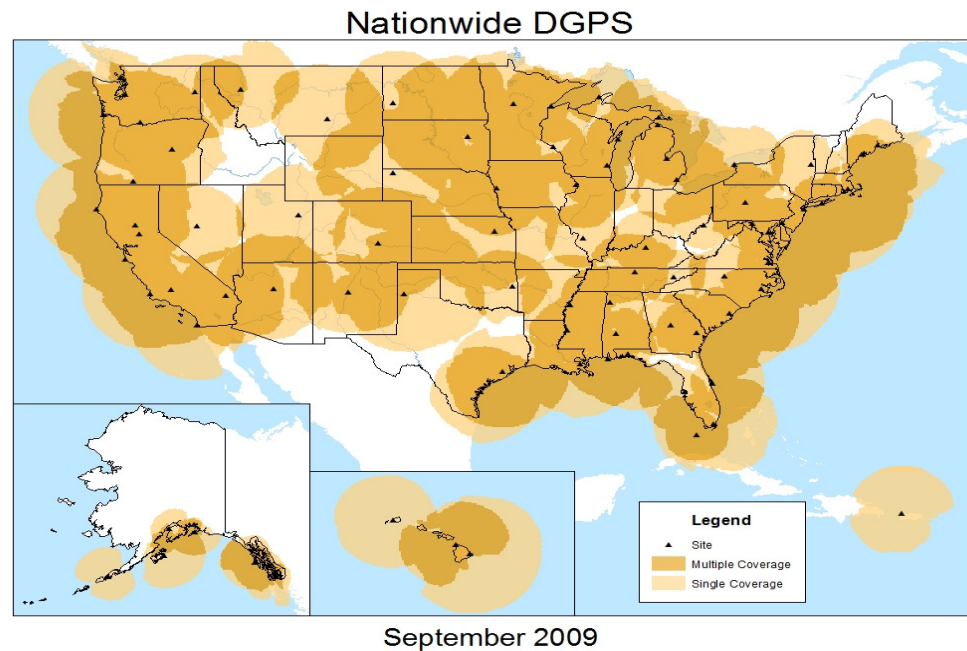 Nationwide DGPS
Legend
Site
Multiple Coverage
Single Coverage
September 2009